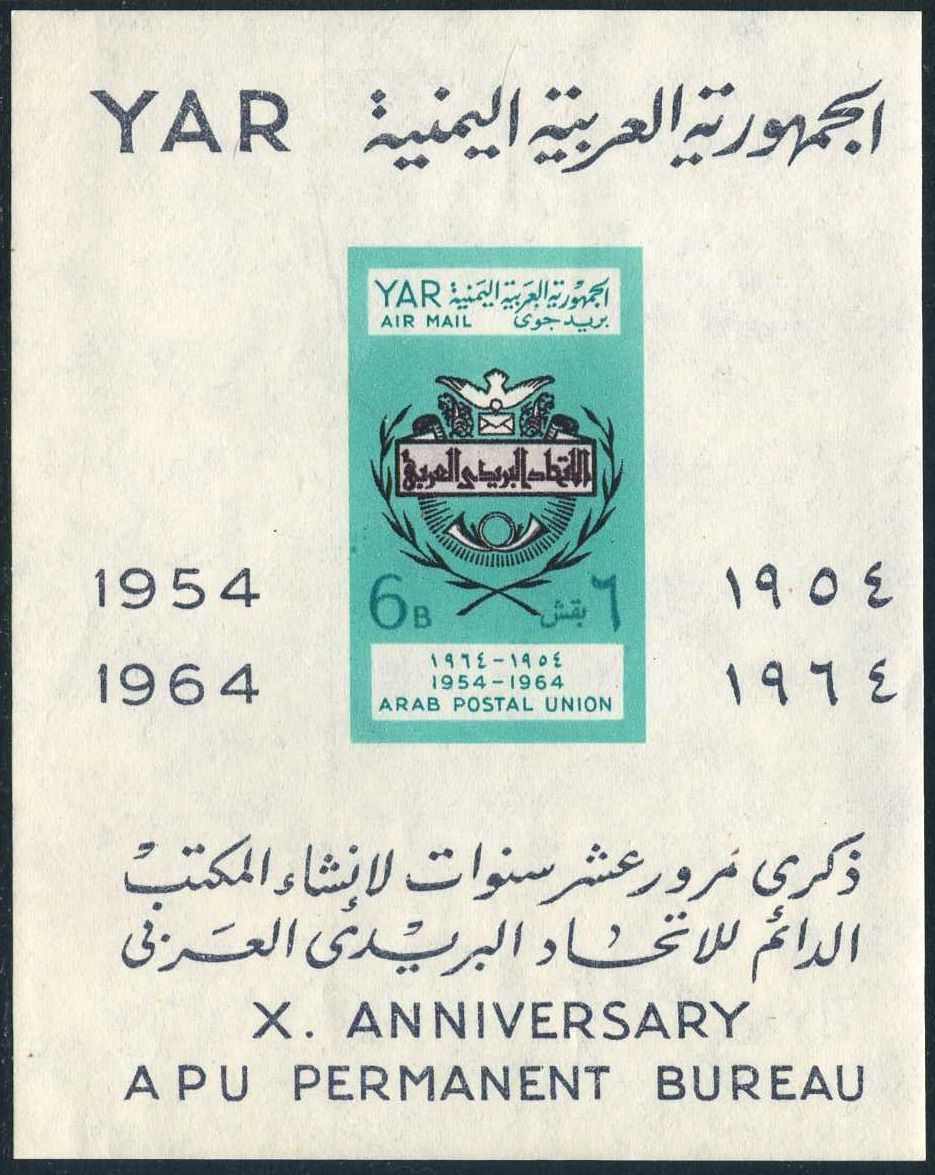 YAR الجمهورية العربية اليمنية
YAR الجمهورية العربية اليمنية
AIR MAIL بريد جوى
الاتحاد البريدي العربي
1954 ١٩٥٤
6B ٦ بقش
1964 ١٩٦٤
١٩٥٤-١٩٦٤
1954-1964
ARAB POSTAL UNION
ذكرى مرور عشر سنوات لإنشاء المكتب
الدائم للاتحاد البريدى العربى
X. ANNIVERSARY
APU PERMANENT BUREAU